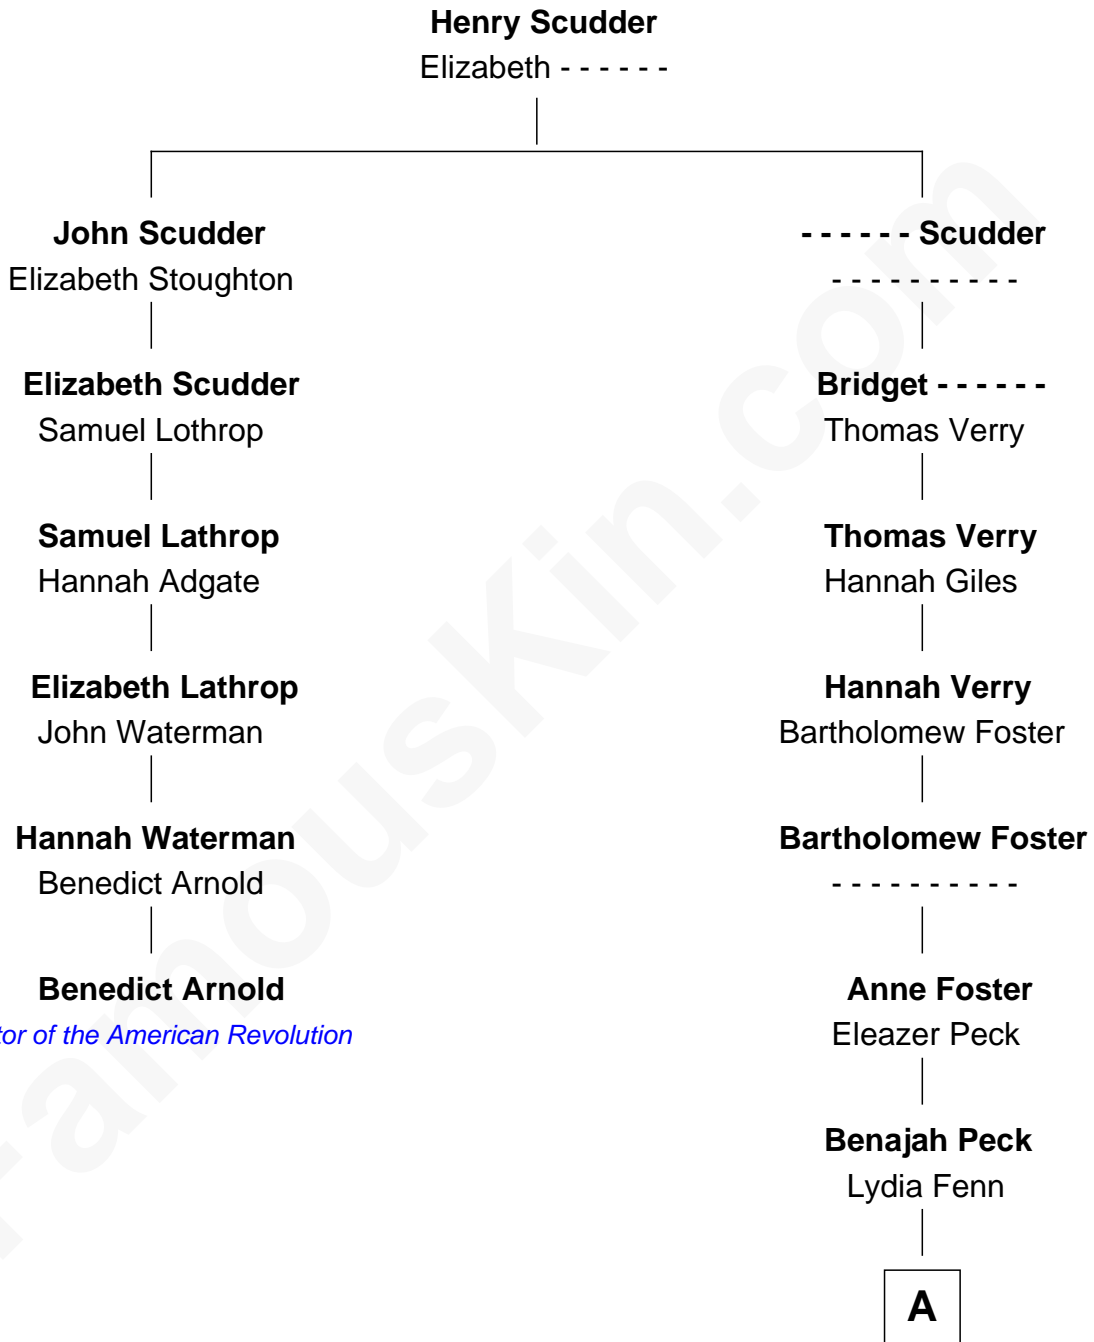 Henry Scudder
Elizabeth - - - - - -
John Scudder
Elizabeth Stoughton
- - - - - - Scudder
- - - - - - - - - -
Elizabeth Scudder
Samuel Lothrop
Bridget - - - - - -
Thomas Verry
Samuel Lathrop
Hannah Adgate
Thomas Verry
Hannah Giles
Elizabeth Lathrop
John Waterman
Hannah Verry
Bartholomew Foster
Hannah Waterman
Benedict Arnold
Bartholomew Foster
- - - - - - - - - -
Benedict Arnold
of the American Revolution
Anne Foster
Eleazer Peck
Benajah Peck
Lydia Fenn
A
FamousKin.com